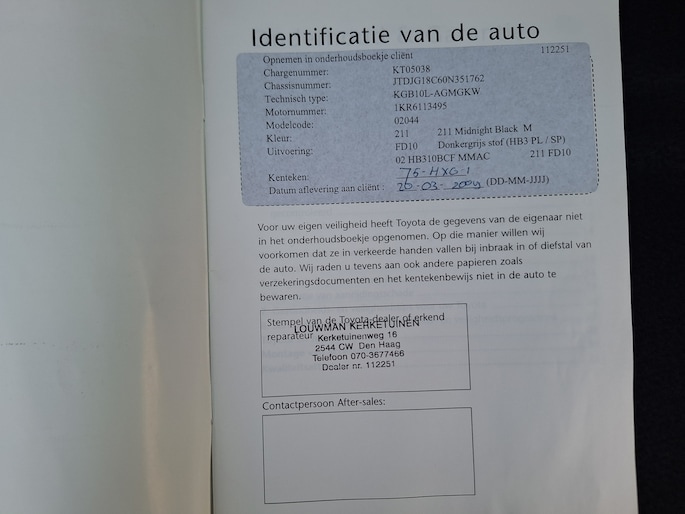 Identificatie van de auto
Opnemen in onderhoudsboekje cliënt 112251
Chargenummer: KT05038
Chassisnummer: JTDJG18C60N351762
Technisch type: KGB10L-AGMGKW
Motornummer: 1KR6113495
Modelcode: 02044
Kleur: 211 211 Midnight Black M
Uitvoering: FD10 Donkergrijs stof (HB3 PL / SP)
02 HB310BCF MMAC 211 FD10
Kenteken: 75-HXG-1
Datum aflevering aan cliënt : 20-03-2009 (DD-MM-JJJJ)
Voor uw eigen veiligheid heeft Toyota de gegevens van de eigenaar niet
in het onderhoudsboekje opgenomen. Op die manier willen wij
voorkomen dat ze in verkeerde handen vallen bij inbraak in of diefstal van
de auto. Wij raden u tevens aan ook andere papieren zoals
verzekeringsdocumenten en het kentekenbewijs niet in de auto te
bewaren.
Stempel van de Toyota-dealer of erkend
reparateur
LOUWMAN KERKETUINEN
Kerketuinenweg 16
2544 CW Den Haag
Telefoon 070-3677466
Dealer nr. 112251
Contactpersoon After-sales: